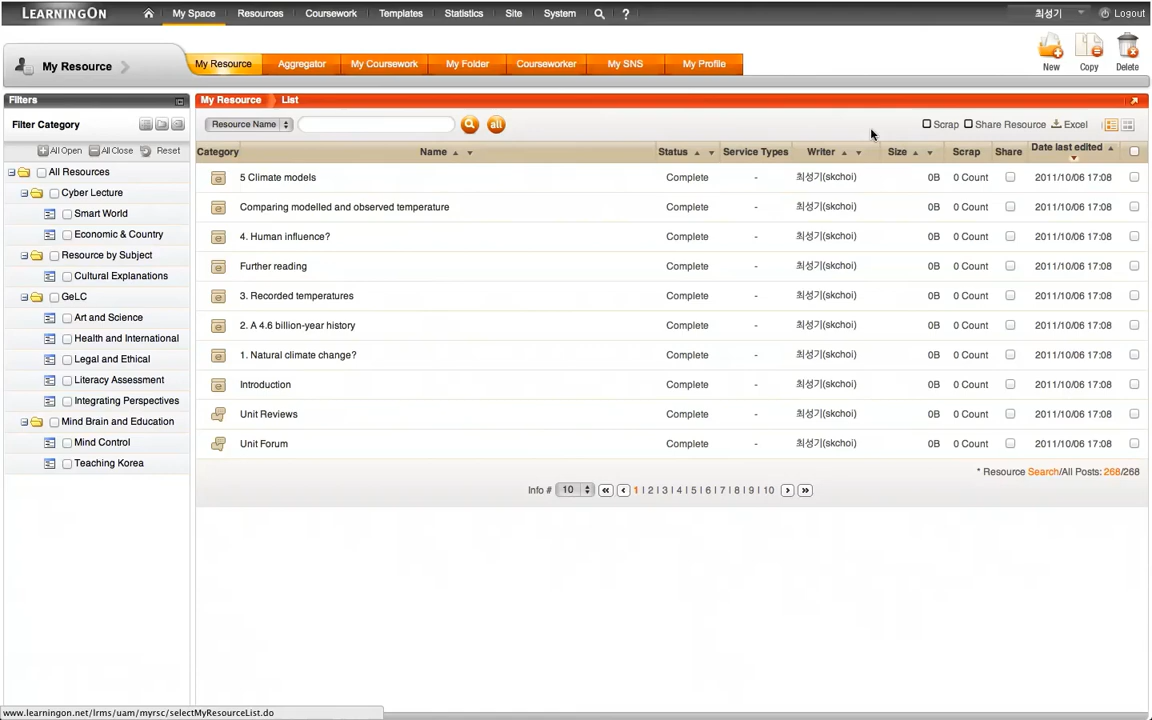 LEARNINGON My Space Resources Coursework Templates Statistics Site System ? 최성기 Logout
My Resource My Resource Aggregator My Coursework My Folder Courseworker My SNS My Profile New Copy Delete
Filters
Filter Category
All Open All Close Reset
All Resources
Cyber Lecture
Smart World
Economic & Country
Resource by Subject
Cultural Explanations
GeLC
Art and Science
Health and International
Legal and Ethical
Literacy Assessment
Integrating Perspectives
Mind Brain and Education
Mind Control
Teaching Korea
My Resource List
Resource Name all Scrap Share Resource Excel
Category Name Status Service Types Writer Size Scrap Share Date last edited
5 Climate models Complete - 최성기(skchoi) 0B 0 Count 2011/10/06 17:08
Comparing modelled and observed temperature Complete - 최성기(skchoi) 0B 0 Count 2011/10/06 17:08
4. Human influence? Complete - 최성기(skchoi) 0B 0 Count 2011/10/06 17:08
Further reading Complete - 최성기(skchoi) 0B 0 Count 2011/10/06 17:08
3. Recorded temperatures Complete - 최성기(skchoi) 0B 0 Count 2011/10/06 17:08
2. A 4.6 billion-year history Complete - 최성기(skchoi) 0B 0 Count 2011/10/06 17:08
1. Natural climate change? Complete - 최성기(skchoi) 0B 0 Count 2011/10/06 17:08
Introduction Complete - 최성기(skchoi) 0B 0 Count 2011/10/06 17:08
Unit Reviews Complete - 최성기(skchoi) 0B 0 Count 2011/10/06 17:08
Unit Forum Complete - 최성기(skchoi) 0B 0 Count 2011/10/06 17:08
* Resource Search/All Posts: 268/268
Info # 10 « ‹ 1 | 2 | 3 | 4 | 5 | 6 | 7 | 8 | 9 | 10 › »
www.learningon.net/lrms/uam/myrsc/selectMyResourceList.do